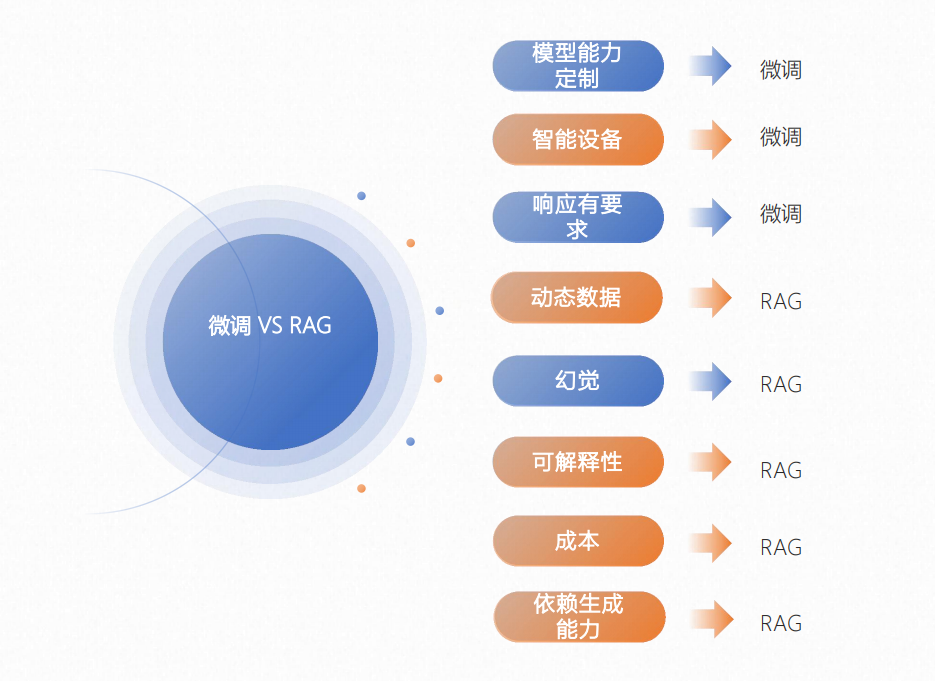 微调 VS RAG
模型能力
定制
微调
智能设备
微调
响应有要
求
微调
动态数据
RAG
幻觉
RAG
可解释性
RAG
成本
RAG
依赖生成
能力
RAG